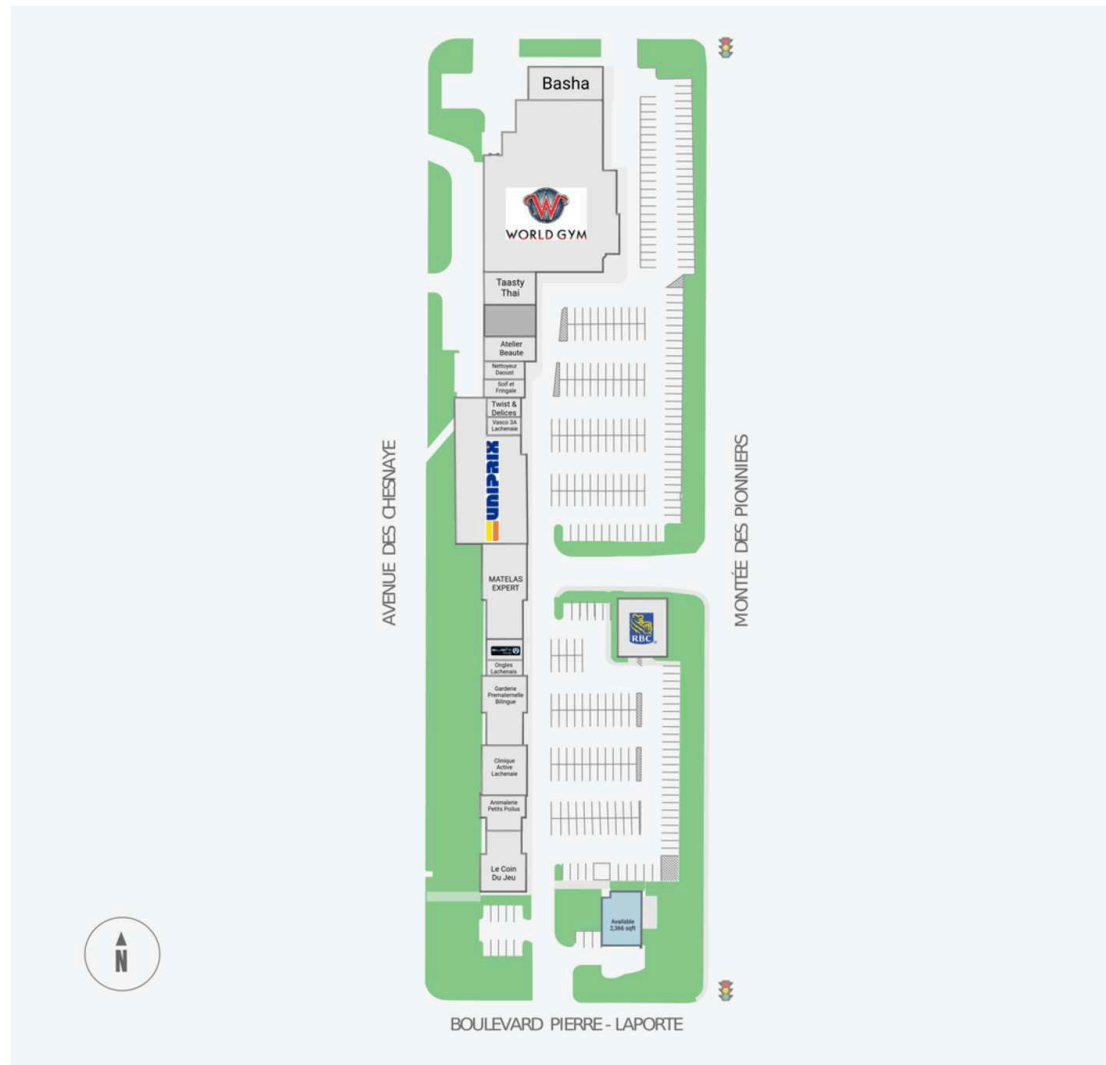 Basha
W
WORLD GYM
Taasty
Thai
Atelier
Beaute
Nettoyeur
Daoust
Soif et
Fringale
Twist &
Delices
Vasco 3A
Lachenaie
UNIPRIX
AVENUE DES CHESNAYE
MONTÉE DES PIONNIERS
MATELAS
EXPERT
RBC
Ongles
Lachenais
Garderie
Prematernelle
Bilingue
Clinique
Active
Lachenaie
Animalerie
Petits Poilus
Le Coin
Du Jeu
Available
2,366 sqft
N
BOULEVARD PIERRE - LAPORTE